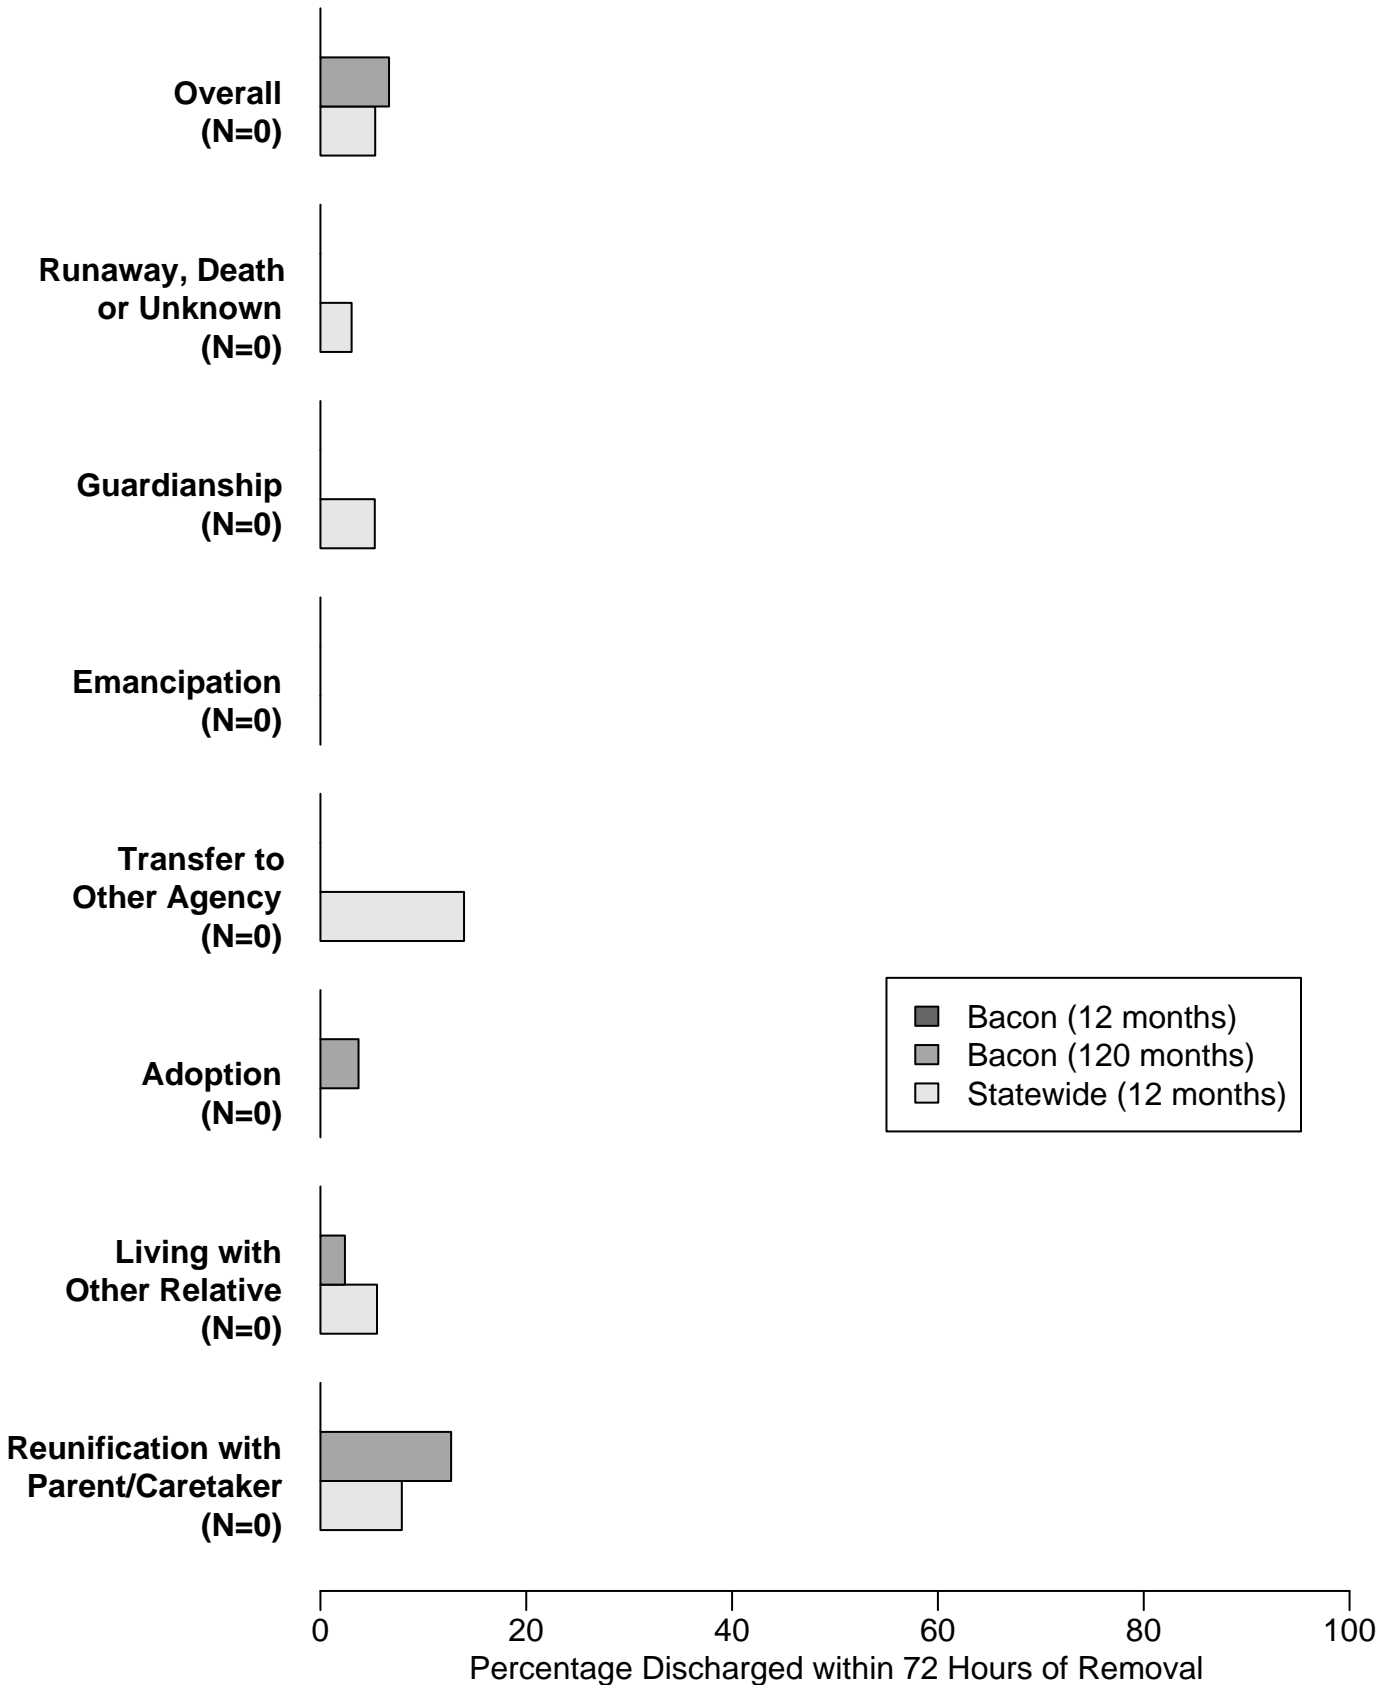 Overall
(N=0)
Runaway, Death
or Unknown
(N=0)
Guardianship
(N=0)
Emancipation
(N=0)
Transfer to
Other Agency
(N=0)
Adoption
(N=0)
Living with
Other Relative
(N=0)
Reunification with
Parent/Caretaker
(N=0)
Bacon (12 months)
Bacon (120 months)
Statewide (12 months)
0 20 40 60 80 100
Percentage Discharged within 72 Hours of Removal